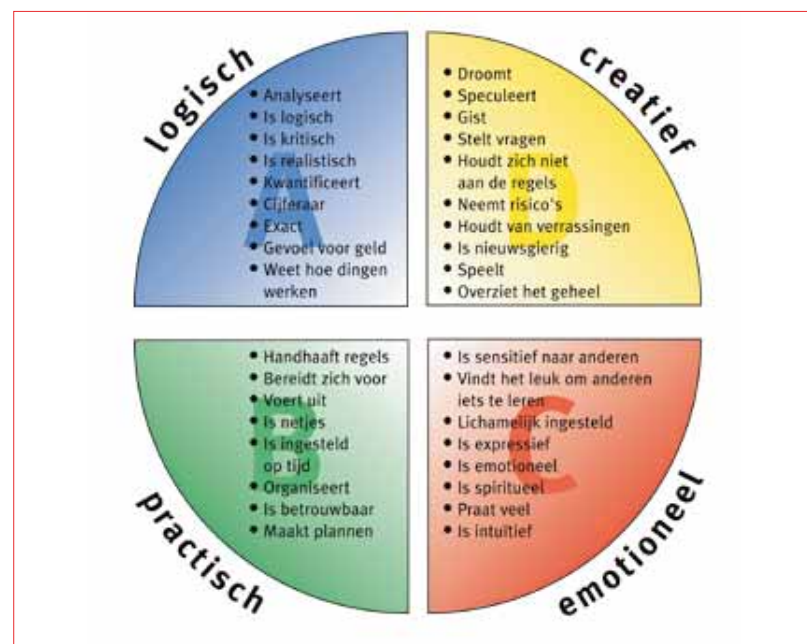 logisch
A
• Analyseert
• Is logisch
• Is kritisch
• Is realistisch
• Kwantificeert
• Cijferaar
• Exact
• Gevoel voor geld
• Weet hoe dingen
werken
creatief
D
• Droomt
• Speculeert
• Gist
• Stelt vragen
• Houdt zich niet
aan de regels
• Neemt risico's
• Houdt van verrassingen
• Is nieuwsgierig
• Speelt
• Overziet het geheel
practisch
B
• Handhaaft regels
• Bereidt zich voor
• Voert uit
• Is netjes
• Is ingesteld
op tijd
• Organiseert
• Is betrouwbaar
• Maakt plannen
emotioneel
C
• Is sensitief naar anderen
• Vindt het leuk om anderen
iets te leren
• Lichamelijk ingesteld
• Is expressief
• Is emotioneel
• Is spiritueel
• Praat veel
• Is intuïtief